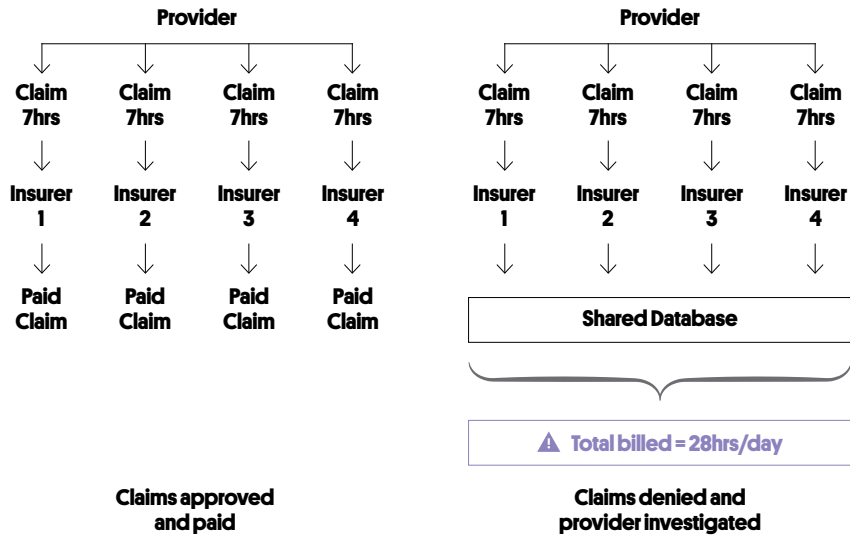 Provider
Claim Claim Claim Claim
7hrs 7hrs 7hrs 7hrs
Insurer Insurer Insurer Insurer
1 2 3 4
Paid Paid Paid Paid
Claim Claim Claim Claim
Claims approved
and paid
Provider
Claim Claim Claim Claim
7hrs 7hrs 7hrs 7hrs
Insurer Insurer Insurer Insurer
1 2 3 4
Shared Database
Total billed = 28hrs/day
Claims denied and
provider investigated